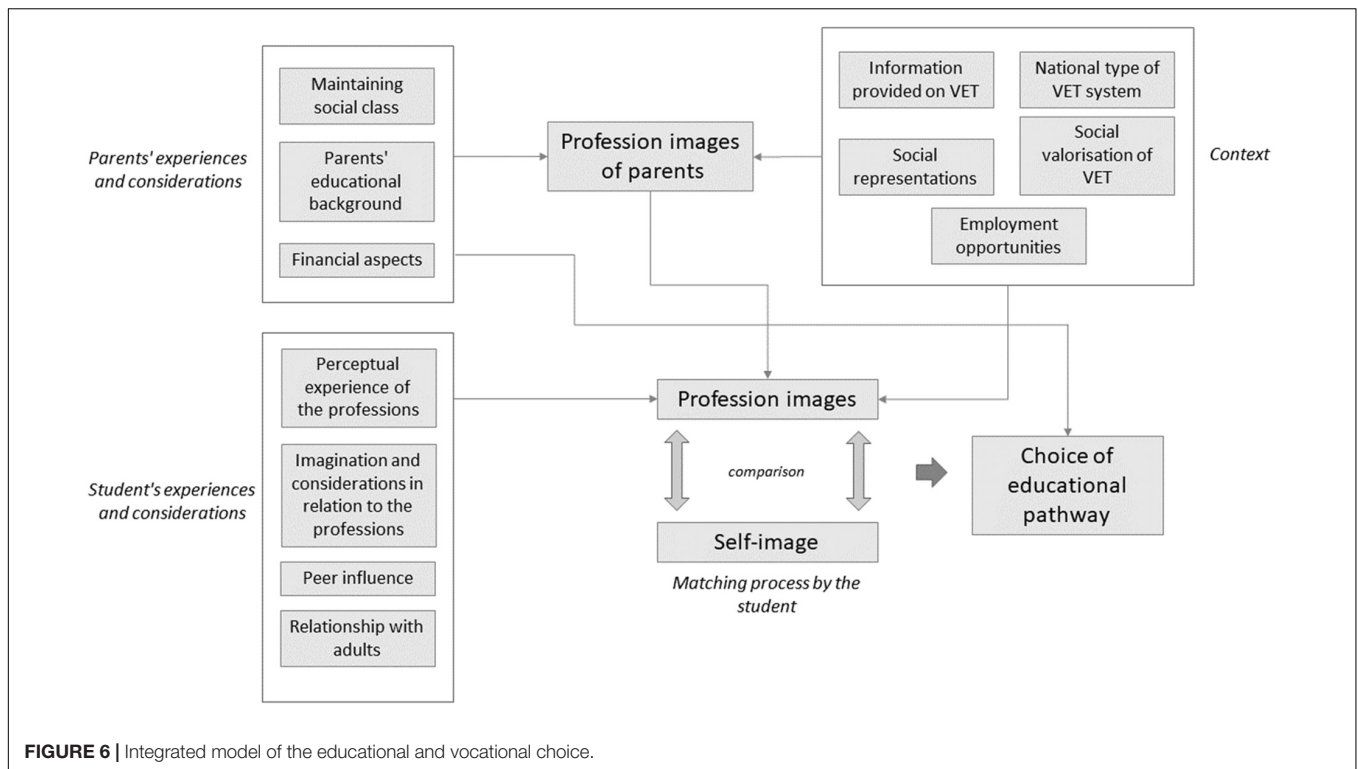 Parents' experiences
and considerations
Maintaining
social class
Parents'
educational
background
Financial aspects
Profession images
of parents
Information
provided on VET
National type of
VET system
Social
representations
Social
valorisation of
VET
Employment
opportunities
Context
Student's experiences
and considerations
Perceptual
experience of
the professions
Imagination and
considerations in
relation to the
professions
Peer influence
Relationship with
adults
Profession images
comparison
Self-image
Matching process by the
student
Choice of
educational
pathway
FIGURE 6 | Integrated model of the educational and vocational choice.